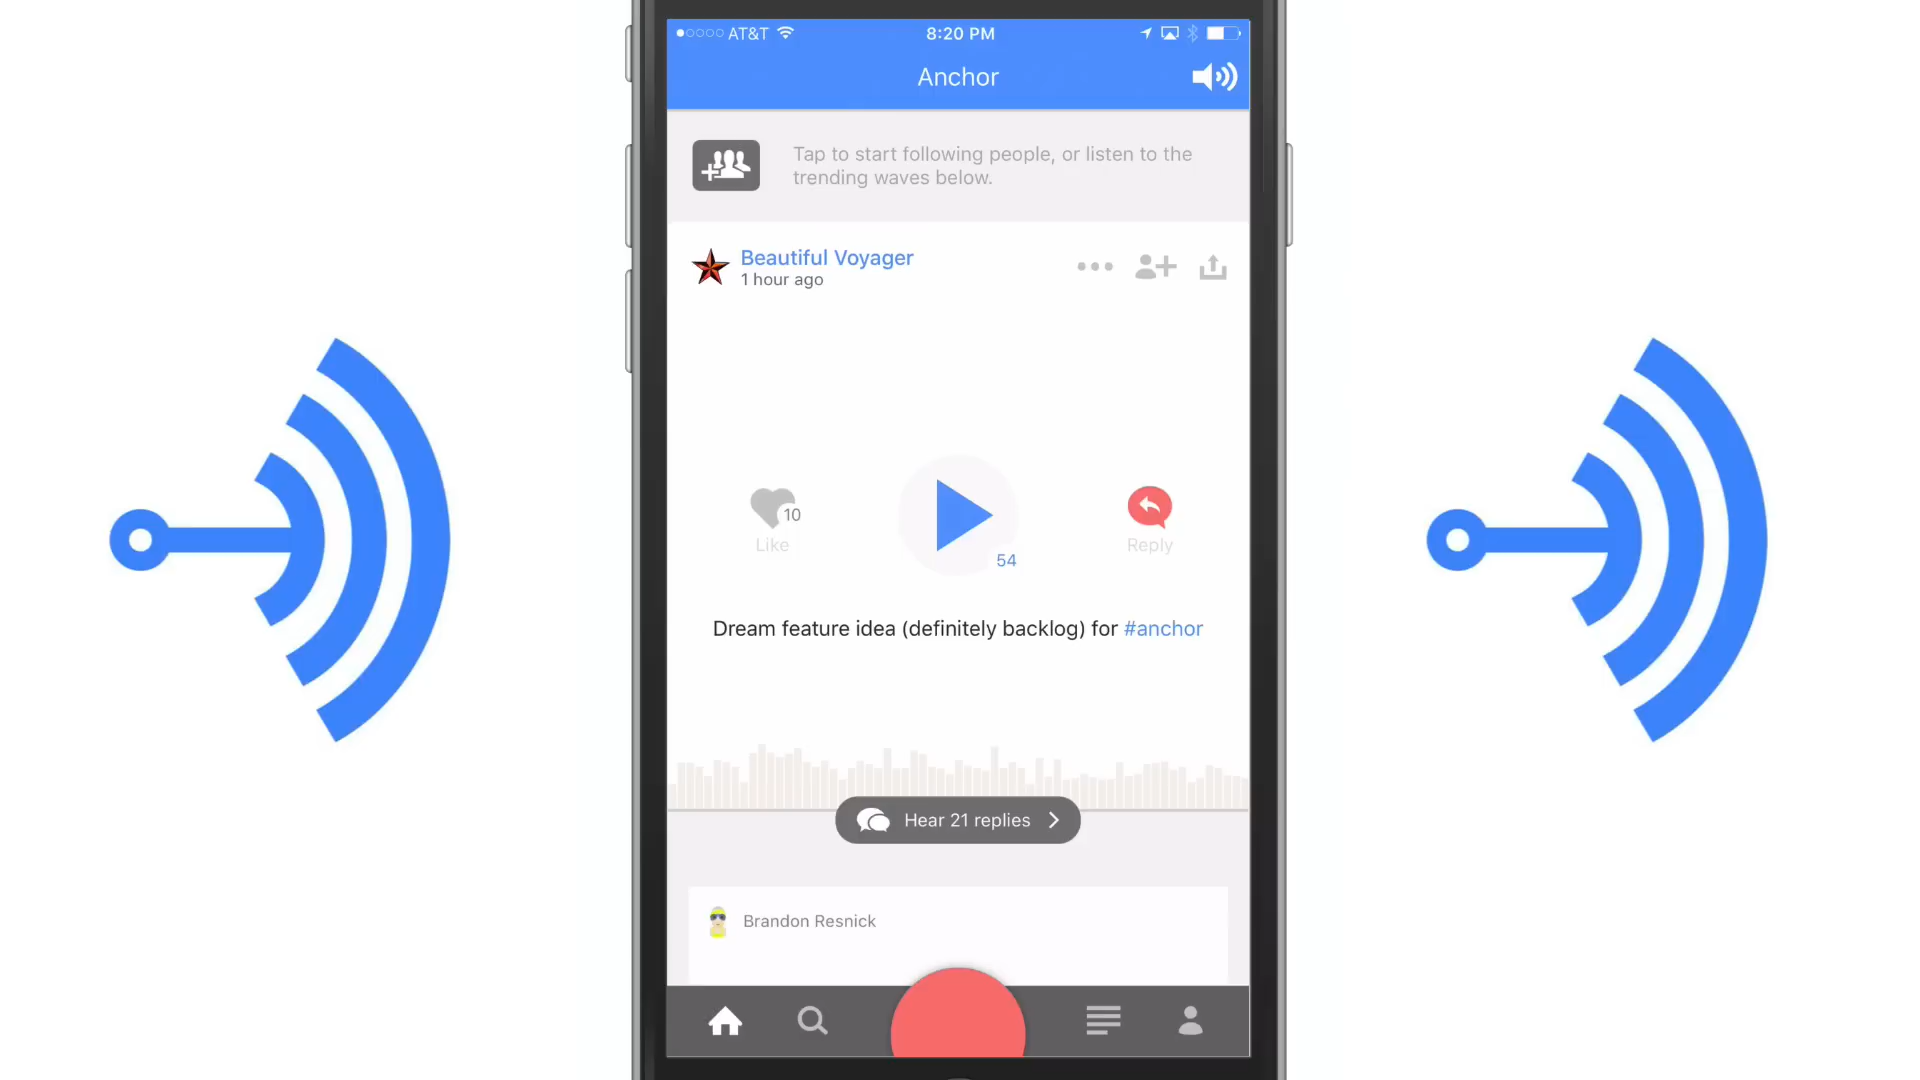 AT&T
8:20 PM
Anchor
Tap to start following people, or listen to the
trending waves below.
Beautiful Voyager
1 hour ago
10
Like
54
Reply
Dream feature idea (definitely backlog) for #anchor
Hear 21 replies
Brandon Resnick